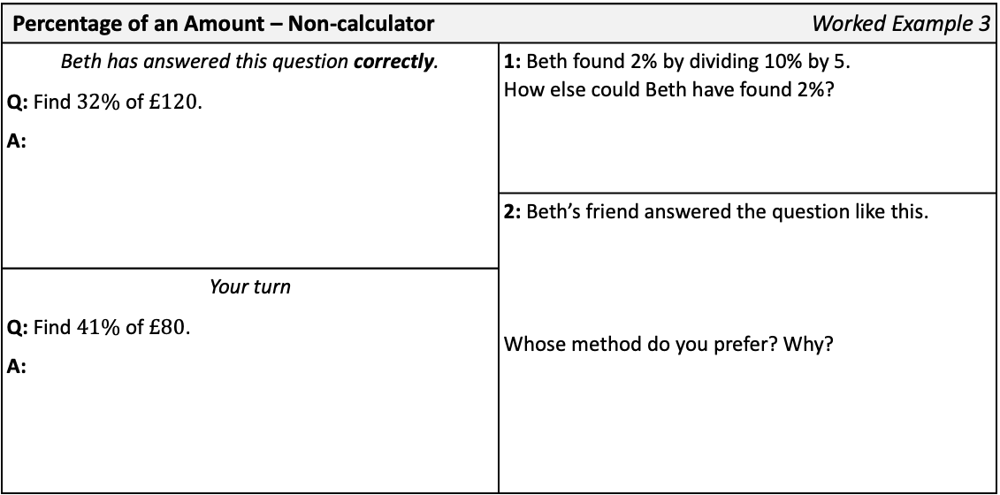 Percentage of an Amount – Non-calculator
Worked Example 3
Beth has answered this question correctly.
Q: Find 32% of £120.
A:
Your turn
Q: Find 41% of £80.
A:
1: Beth found 2% by dividing 10% by 5.
How else could Beth have found 2%?
2: Beth’s friend answered the question like this.
Whose method do you prefer? Why?